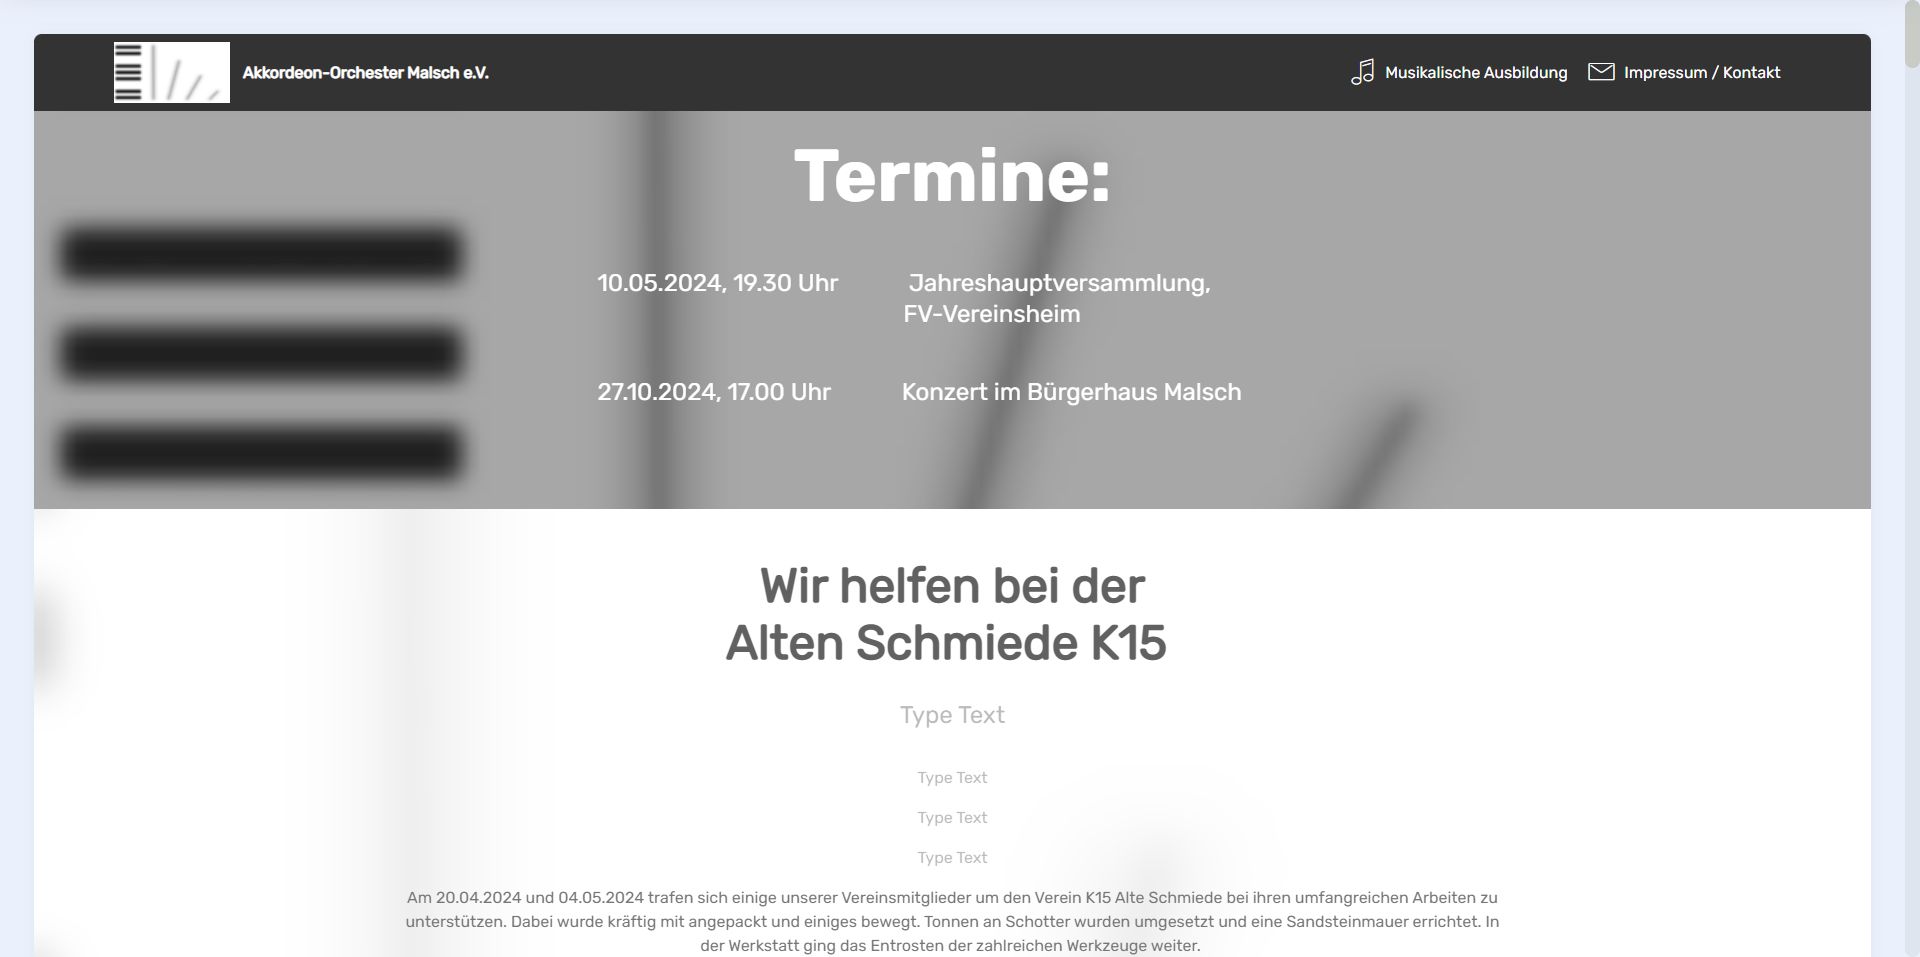 Akkordeon-Orchester Malsch e.V.
Musikalische Ausbildung
Impressum / Kontakt
Termine:
10.05.2024, 19.30 Uhr Jahreshauptversammlung,
FV-Vereinsheim
27.10.2024, 17.00 Uhr Konzert im Bürgerhaus Malsch
Wir helfen bei der
Alten Schmiede K15
Type Text
Type Text
Type Text
Type Text
Am 20.04.2024 und 04.05.2024 trafen sich einige unserer Vereinsmitglieder um den Verein K15 Alte Schmiede bei ihren umfangreichen Arbeiten zu
unterstützen. Dabei wurde kräftig mit angepackt und einiges bewegt. Tonnen an Schotter wurden umgesetzt und eine Sandsteinmauer errichtet. In
der Werkstatt ging das Entrosten der zahlreichen Werkzeuge weiter.